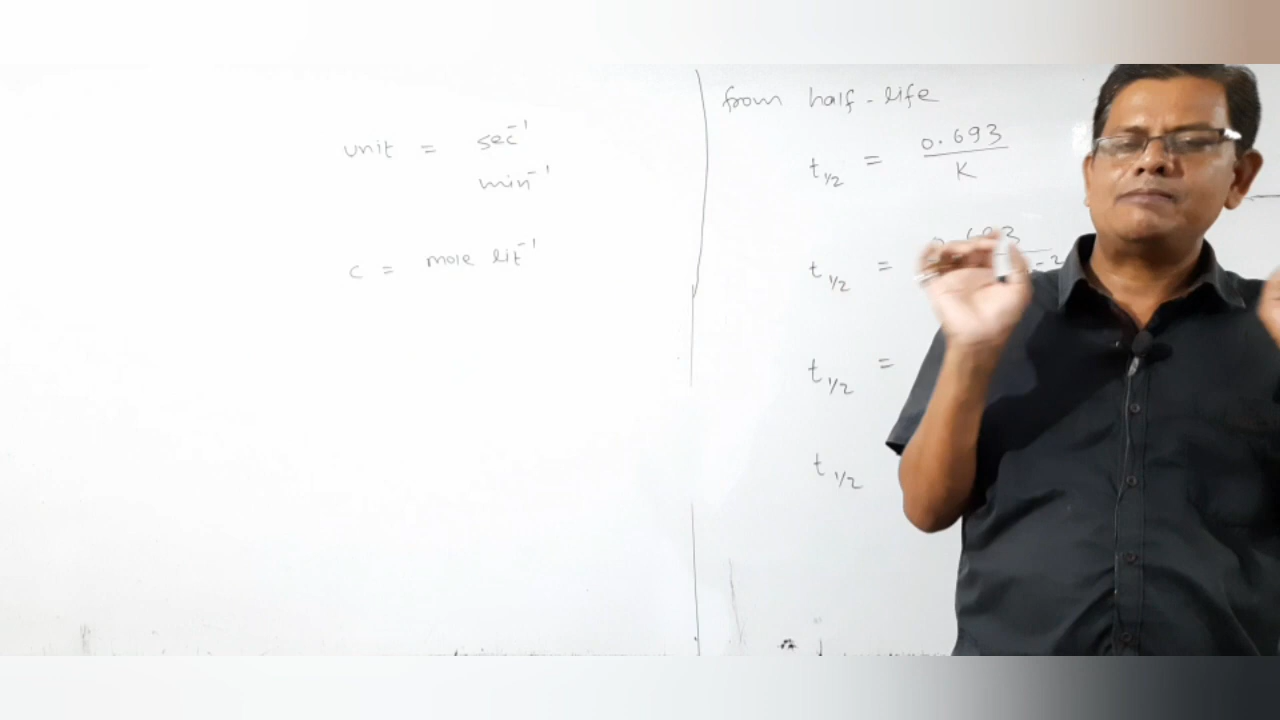 unit = sec⁻¹
min⁻¹
c = mole lit⁻¹
from half-life
t1/2 = 0.693
K
t1/2 =
t1/2 =
t1/2